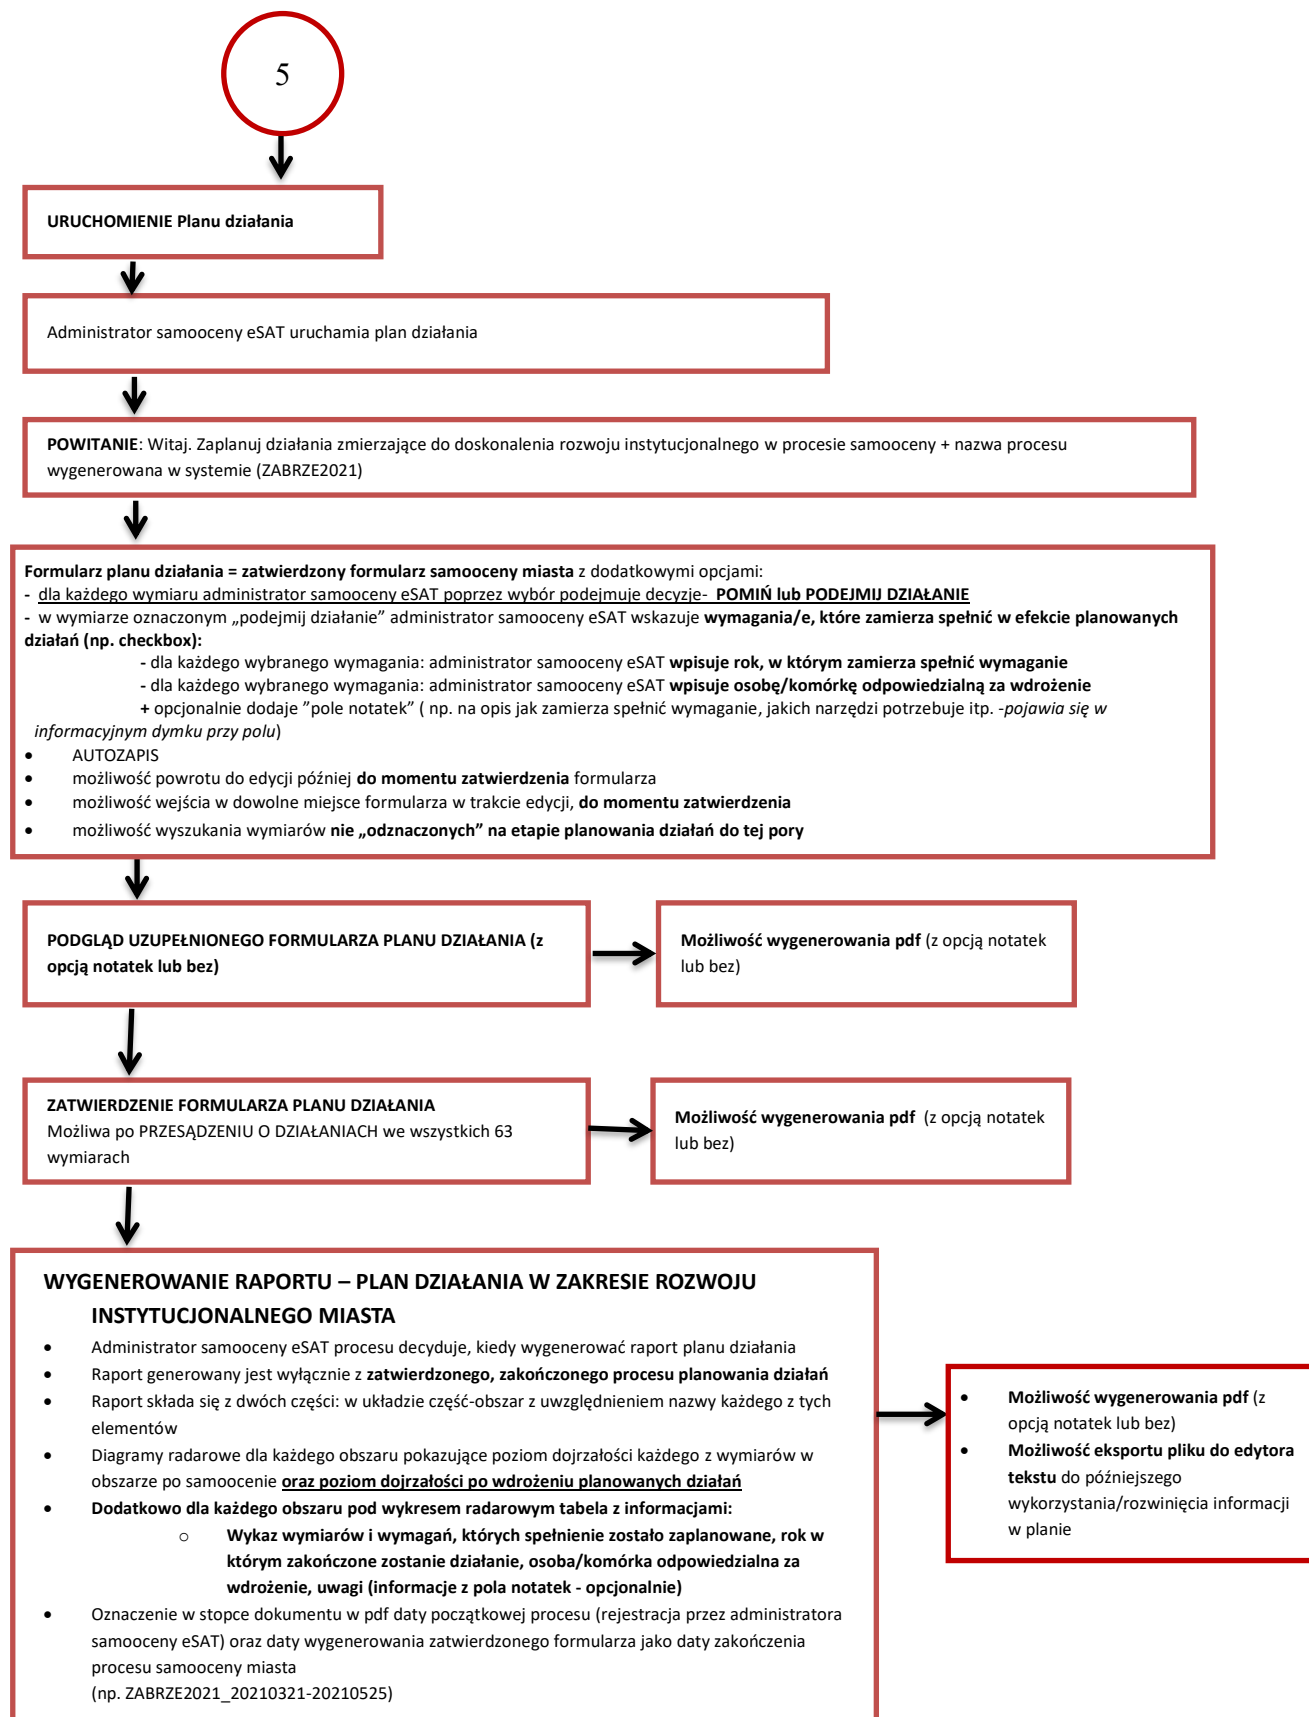 5
URUCHOMIENIE Planu działania
Administrator samooceny eSAT uruchamia plan działania
POWITANIE: Witaj. Zaplanuj działania zmierzające do doskonalenia rozwoju instytucjonalnego w procesie samooceny + nazwa procesu
wygenerowana w systemie (ZABRZE2021)
Formularz planu działania = zatwierdzony formularz samooceny miasta z dodatkowymi opcjami:
- dla każdego wymiaru administrator samooceny eSAT poprzez wybór podejmuje decyzje- POMIŃ lub PODEJMIJ DZIAŁANIE
- w wymiarze oznaczonym „podejmij działanie” administrator samooceny eSAT wskazuje wymagania/e, które zamierza spełnić w efekcie planowanych
działań (np. checkbox):
- dla każdego wybranego wymagania: administrator samooceny eSAT wpisuje rok, w którym zamierza spełnić wymaganie
- dla każdego wybranego wymagania: administrator samooceny eSAT wpisuje osobę/komórkę odpowiedzialną za wdrożenie
+ opcjonalnie dodaje ”pole notatek” ( np. na opis jak zamierza spełnić wymaganie, jakich narzędzi potrzebuje itp. -pojawia się w
informacyjnym dymku przy polu)
• AUTOZAPIS
• możliwość powrotu do edycji później do momentu zatwierdzenia formularza
• możliwość wejścia w dowolne miejsce formularza w trakcie edycji, do momentu zatwierdzenia
• możliwość wyszukania wymiarów nie „odznaczonych” na etapie planowania działań do tej pory
PODGLĄD UZUPEŁNIONEGO FORMULARZA PLANU DZIAŁANIA (z
opcją notatek lub bez)
Możliwość wygenerowania pdf (z opcją notatek
lub bez)
ZATWIERDZENIE FORMULARZA PLANU DZIAŁANIA
Możliwa po PRZESĄDZENIU O DZIAŁANIACH we wszystkich 63
wymiarach
Możliwość wygenerowania pdf (z opcją notatek
lub bez)
WYGENEROWANIE RAPORTU – PLAN DZIAŁANIA W ZAKRESIE ROZWOJU
INSTYTUCJONALNEGO MIASTA
• Administrator samooceny eSAT procesu decyduje, kiedy wygenerować raport planu działania
• Raport generowany jest wyłącznie z zatwierdzonego, zakończonego procesu planowania działań
• Raport składa się z dwóch części: w układzie część-obszar z uwzględnieniem nazwy każdego z tych
elementów
• Diagramy radarowe dla każdego obszaru pokazujące poziom dojrzałości każdego z wymiarów w
obszarze po samoocenie oraz poziom dojrzałości po wdrożeniu planowanych działań
• Dodatkowo dla każdego obszaru pod wykresem radarowym tabela z informacjami:
o Wykaz wymiarów i wymagań, których spełnienie zostało zaplanowane, rok w
którym zakończone zostanie działanie, osoba/komórka odpowiedzialna za
wdrożenie, uwagi (informacje z pola notatek - opcjonalnie)
• Oznaczenie w stopce dokumentu w pdf daty początkowej procesu (rejestracja przez administratora
samooceny eSAT) oraz daty wygenerowania zatwierdzonego formularza jako daty zakończenia
procesu samooceny miasta
(np. ZABRZE2021_20210321-20210525)
• Możliwość wygenerowania pdf (z
opcją notatek lub bez)
• Możliwość eksportu pliku do edytora
tekstu do późniejszego
wykorzystania/rozwinięcia informacji
w planie